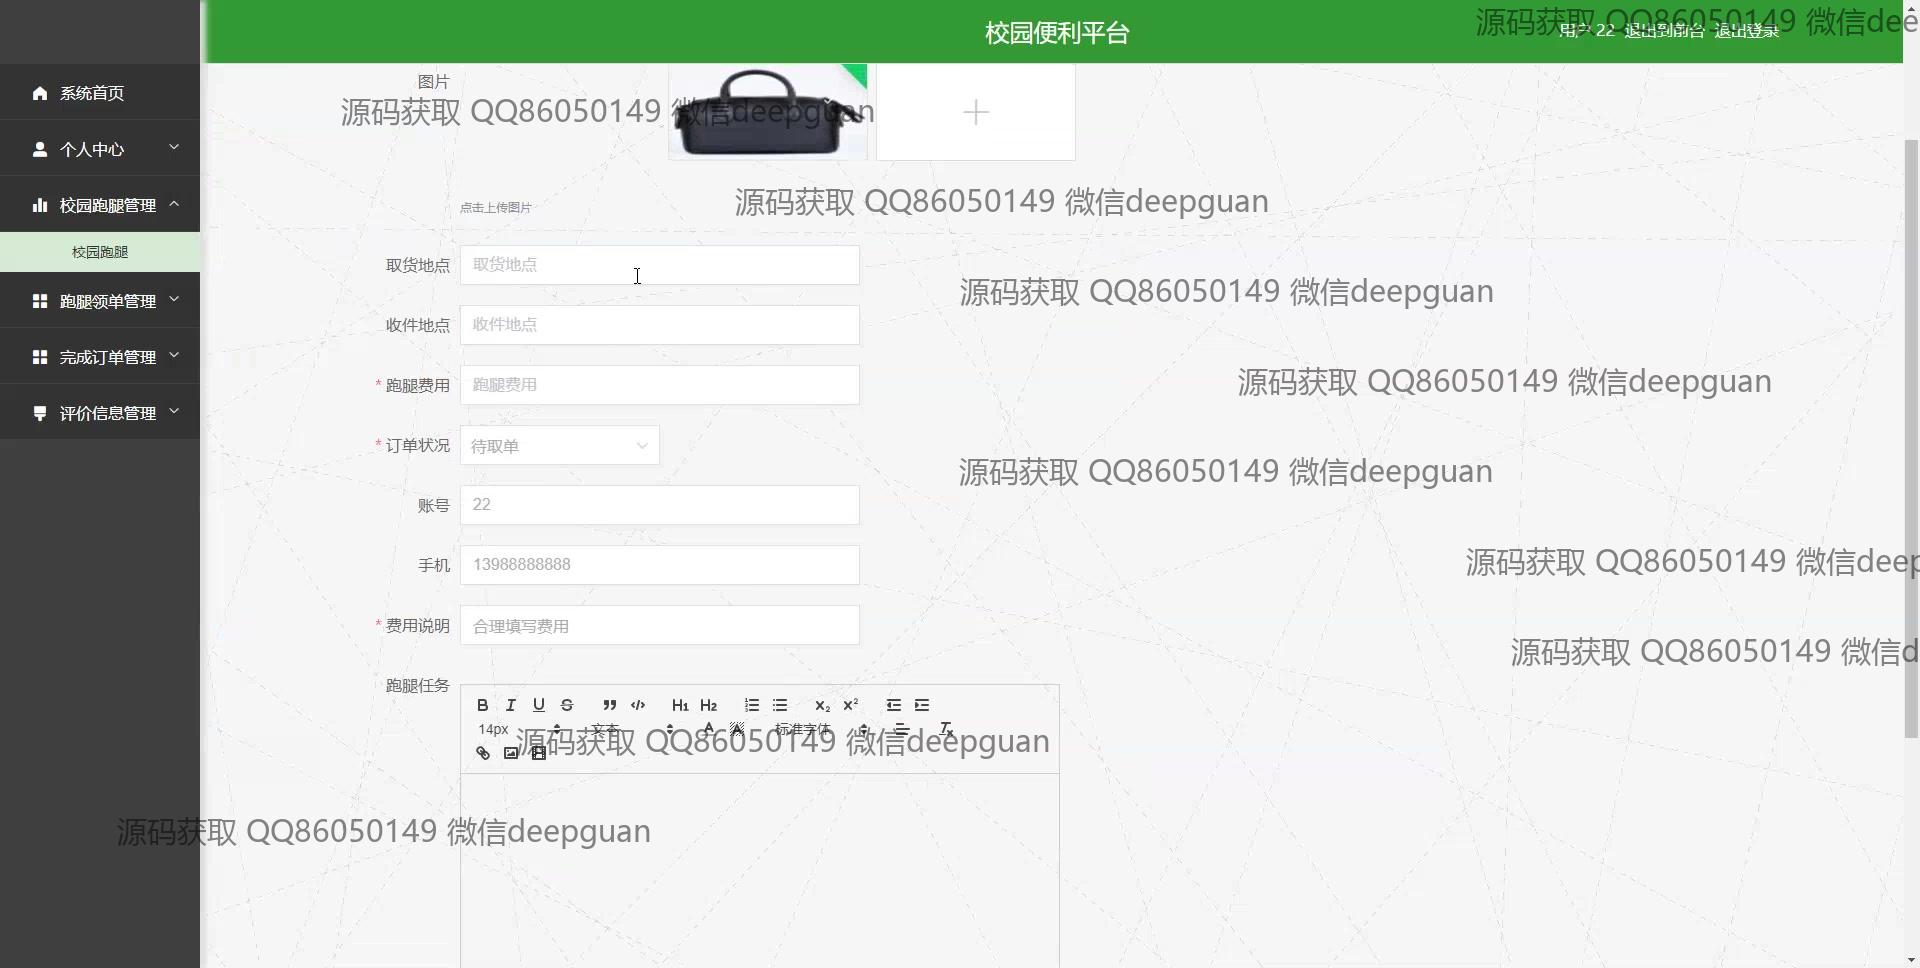 校园便利平台
用户 22 退出到前台 退出登录
源码获取 QQ86050149 微信dee
系统首页
个人中心
校园跑腿管理
校园跑腿
跑腿领单管理
完成订单管理
评价信息管理
图片
源码获取 QQ86050149 微信deepguan
源码获取 QQ86050149 微信deepguan
点击上传图片
取货地点 取货地点
源码获取 QQ86050149 微信deepguan
收件地点 收件地点
* 跑腿费用 跑腿费用
源码获取 QQ86050149 微信deepguan
* 订单状况 待取单
源码获取 QQ86050149 微信deepguan
账号 22
手机 13988888888
源码获取 QQ86050149 微信deep
* 费用说明 合理填写费用
源码获取 QQ86050149 微信d
跑腿任务
B I U S H1 H2 X2 X2
14px 文本 A A 标准字体 Tx
源码获取 QQ86050149 微信deepguan
源码获取 QQ86050149 微信deepguan